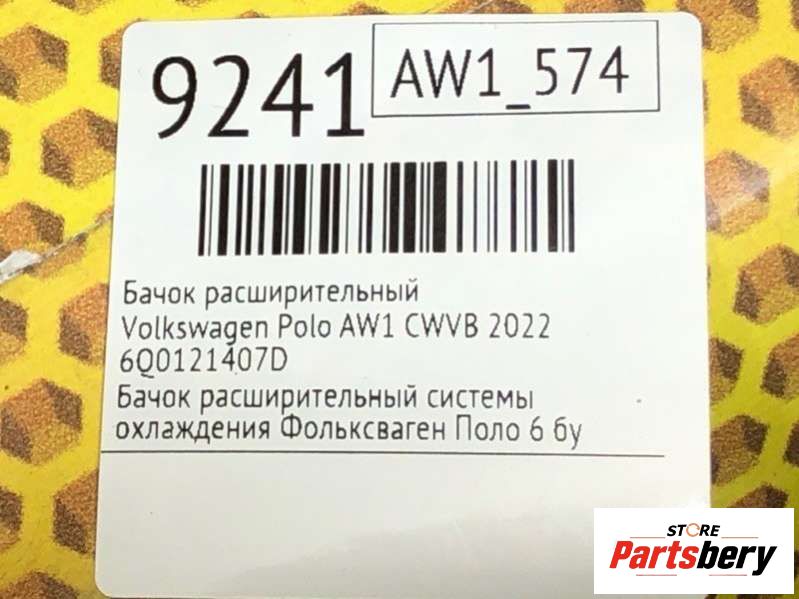 9241
AW1_574
Бачок расширительный
Volkswagen Polo AW1 CWVB 2022
6Q0121407D
Бачок расширительный системы
охлаждения Фольксваген Поло 6 бу
STORE
Partsbery